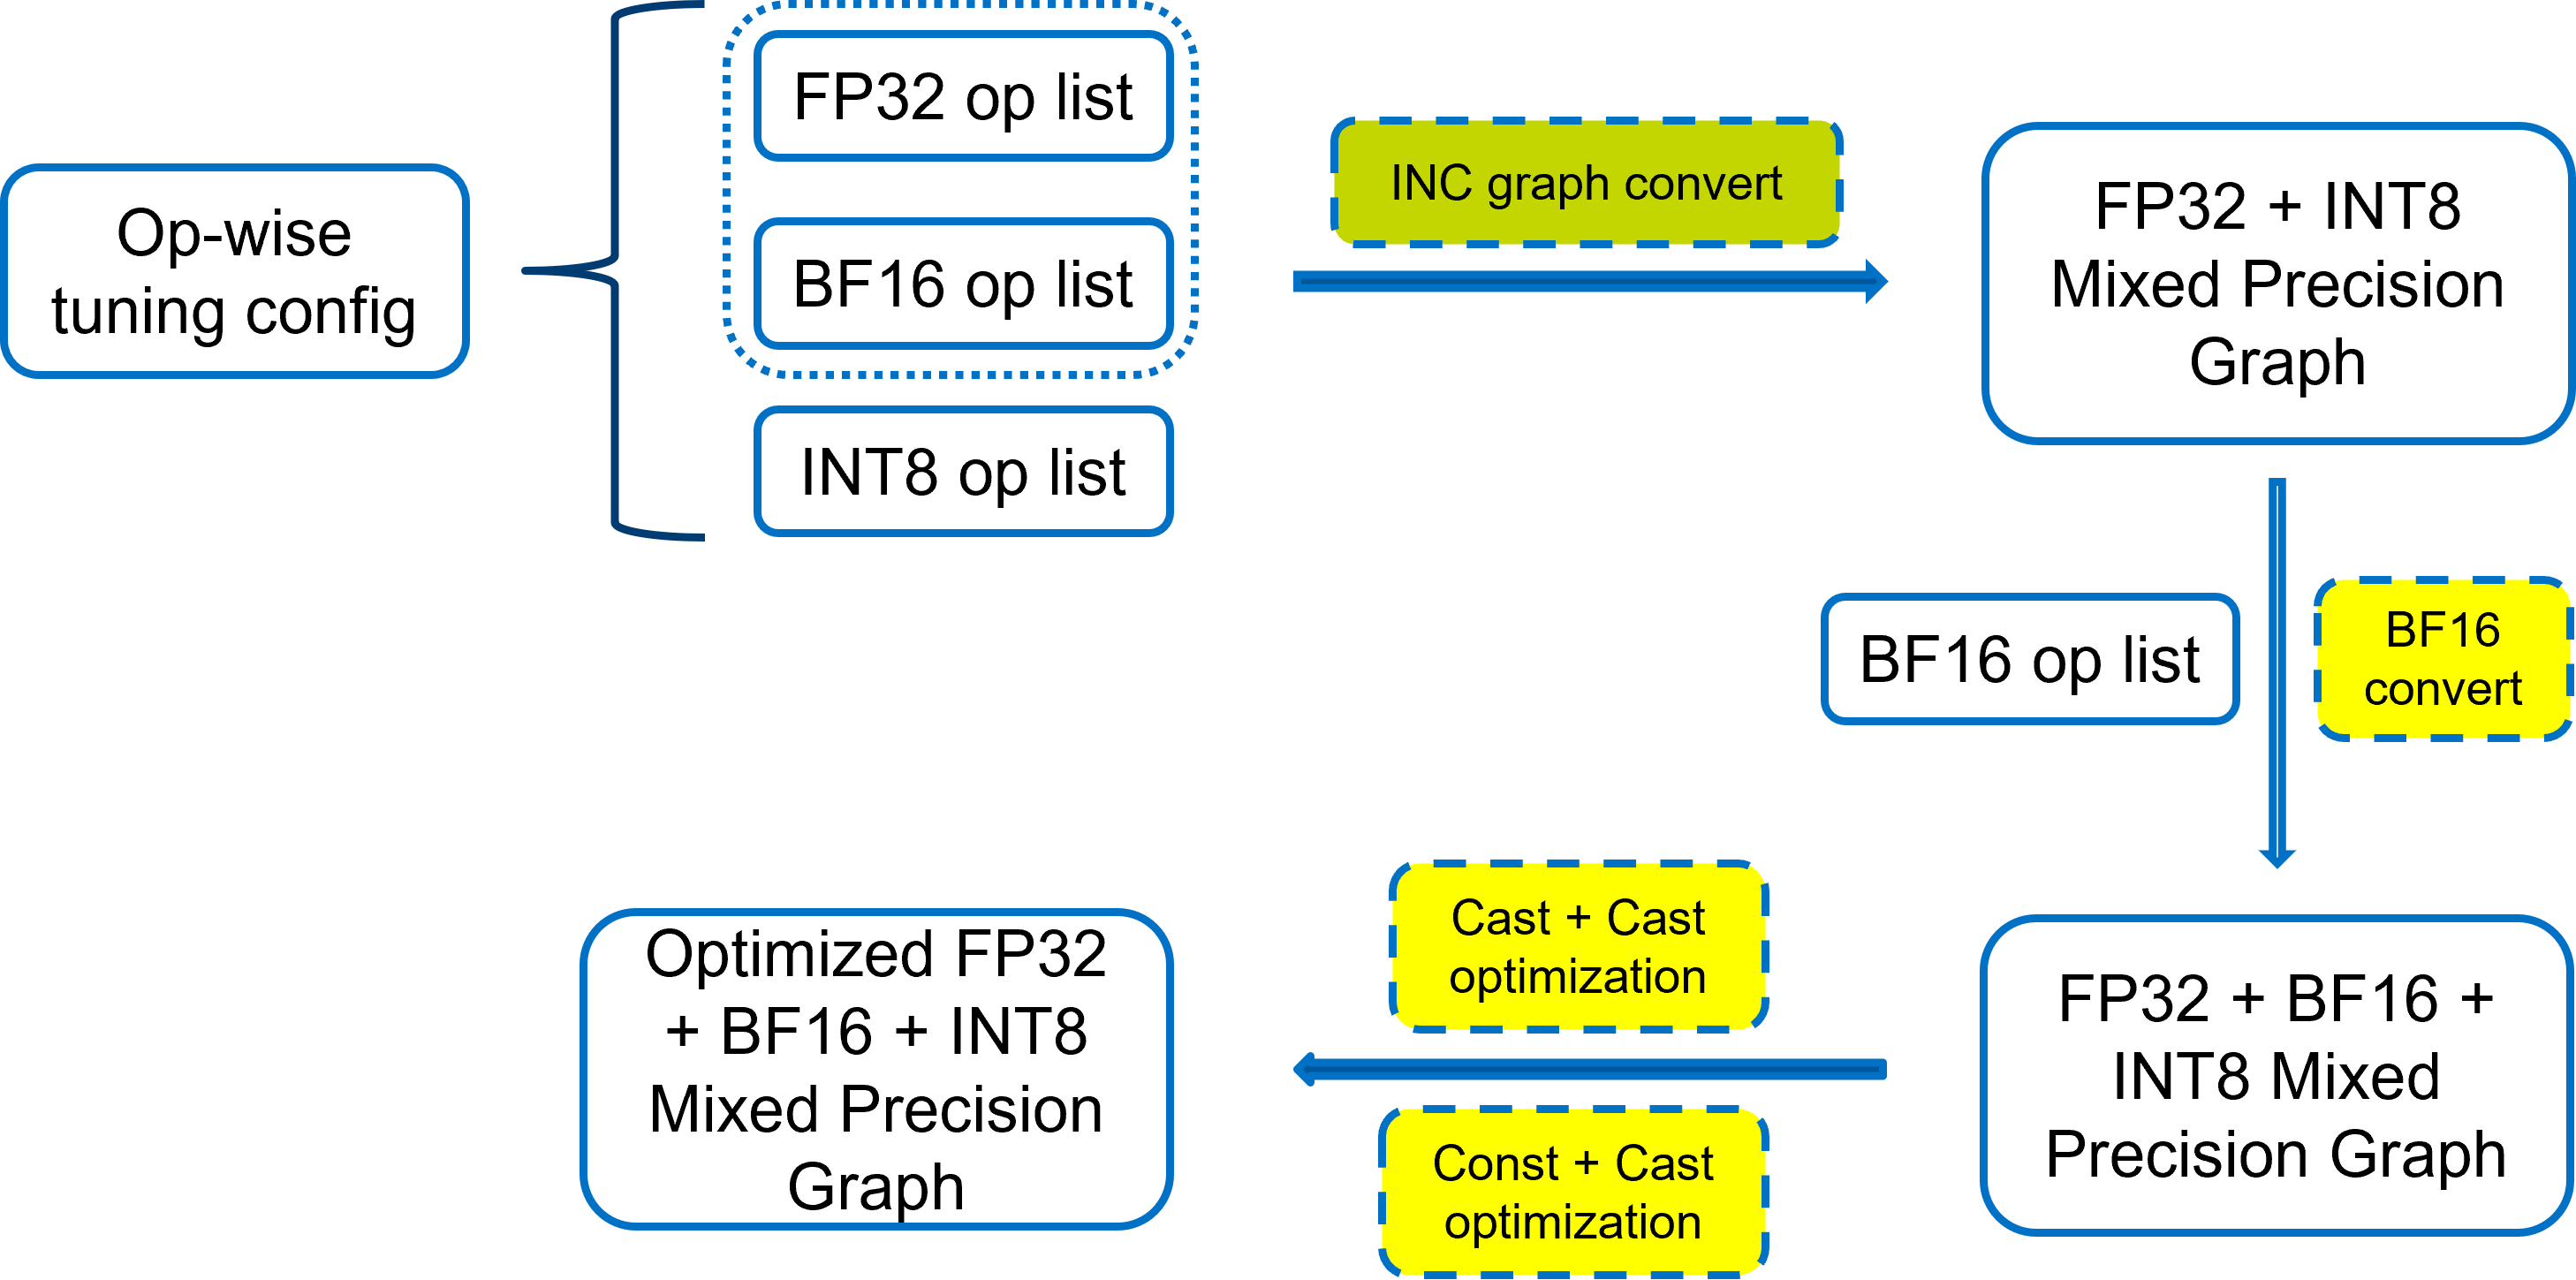 Op-wise
tuning config
FP32 op list
BF16 op list
INT8 op list
INC graph convert
FP32 + INT8
Mixed Precision
Graph
BF16 op list
BF16
convert
FP32 + BF16 +
INT8 Mixed
Precision Graph
Cast + Cast
optimization
Const + Cast
optimization
Optimized FP32
+ BF16 + INT8
Mixed Precision
Graph